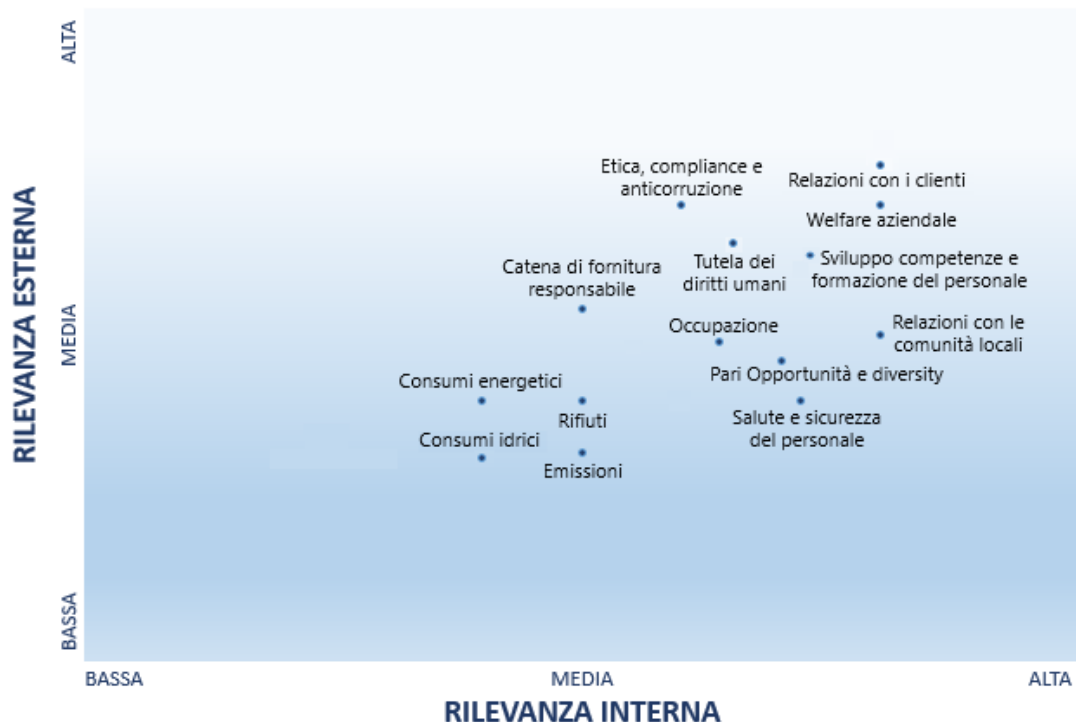 ALTA
MEDIA
BASSA
RILEVANZA ESTERNA
Etica, compliance e
anticorruzione
Relazioni con i clienti
Welfare aziendale
Tutela dei
diritti umani
Sviluppo competenze e
formazione del personale
Catena di fornitura
responsabile
Occupazione
Relazioni con le
comunità locali
Pari Opportunità e diversity
Consumi energetici
Rifiuti
Salute e sicurezza
del personale
Consumi idrici
Emissioni
BASSA
MEDIA
ALTA
RILEVANZA INTERNA